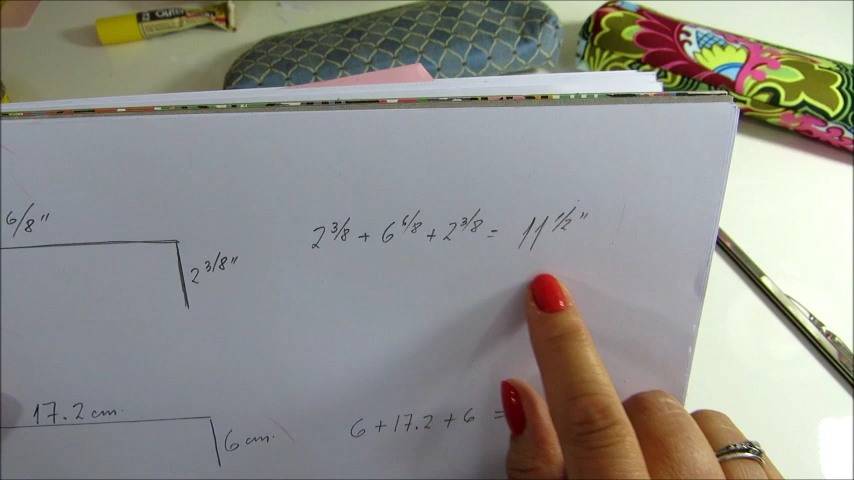 6/8"
2 3/8 + 6 6/8 + 2 3/8 = 11 1/2"
2 3/8"
17.2 cm.
6 cm.
6 + 17.2 + 6 =